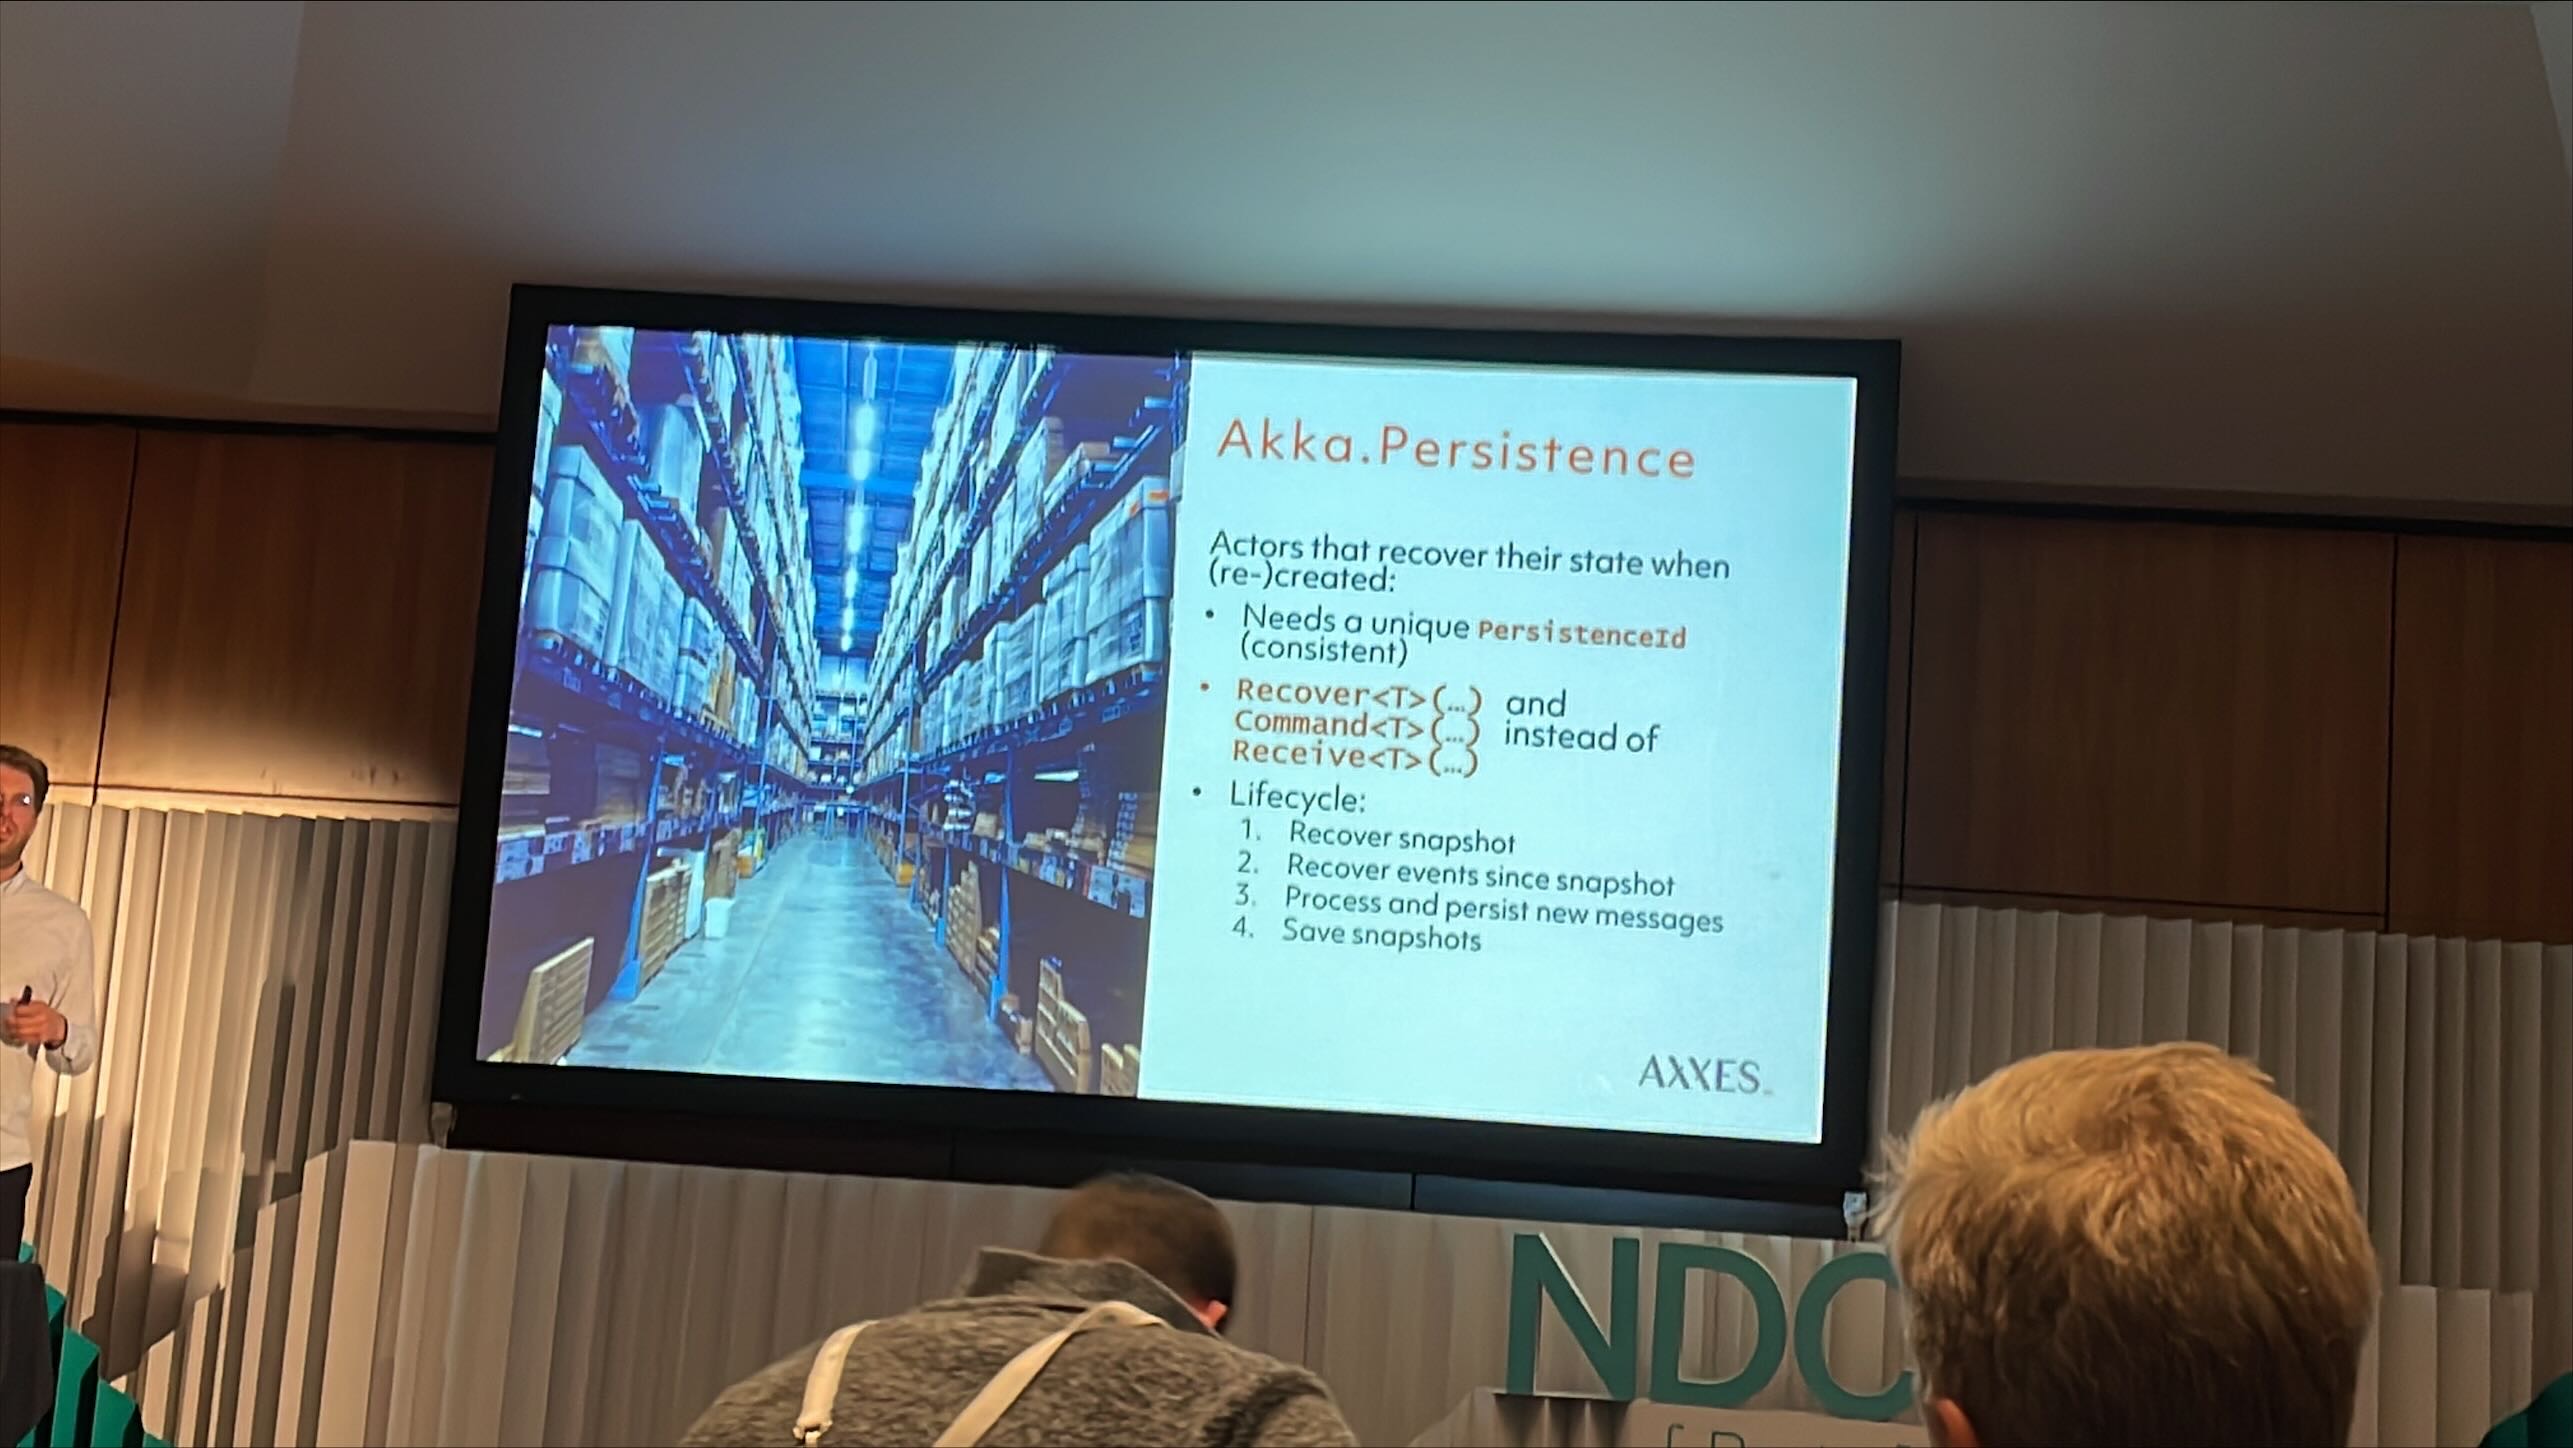 Akka.Persistence
Actors that recover their state when
(re-)created:
• Needs a unique PersistenceId
(consistent)
• Recover<T>(...) and
Command<T>(...) instead of
Receive<T>(...)
• Lifecycle:
1. Recover snapshot
2. Recover events since snapshot
3. Process and persist new messages
4. Save snapshots
AXXES
NDC